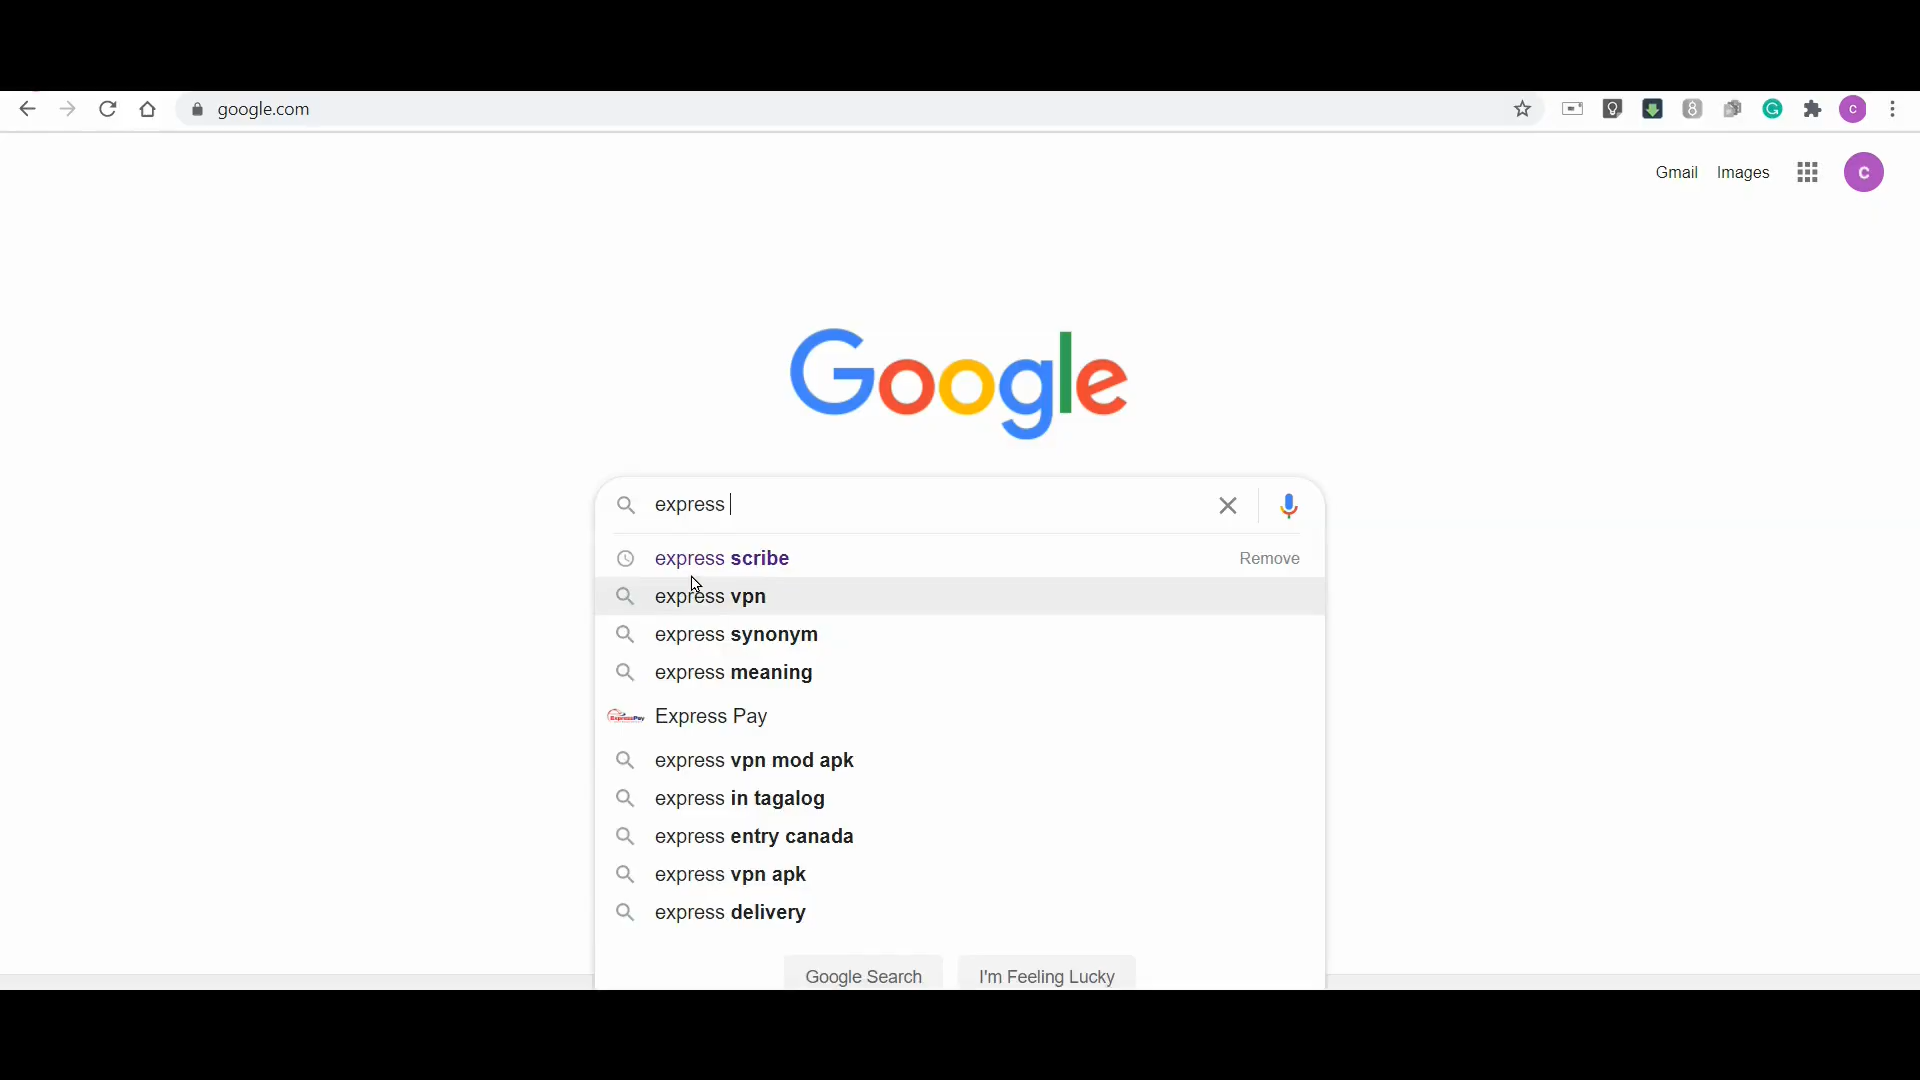 google.com
C
Gmail Images
C
Google
express
express scribe Remove
express vpn
express synonym
express meaning
ExpressPay Express Pay
express vpn mod apk
express in tagalog
express entry canada
express vpn apk
express delivery
Google Search I'm Feeling Lucky